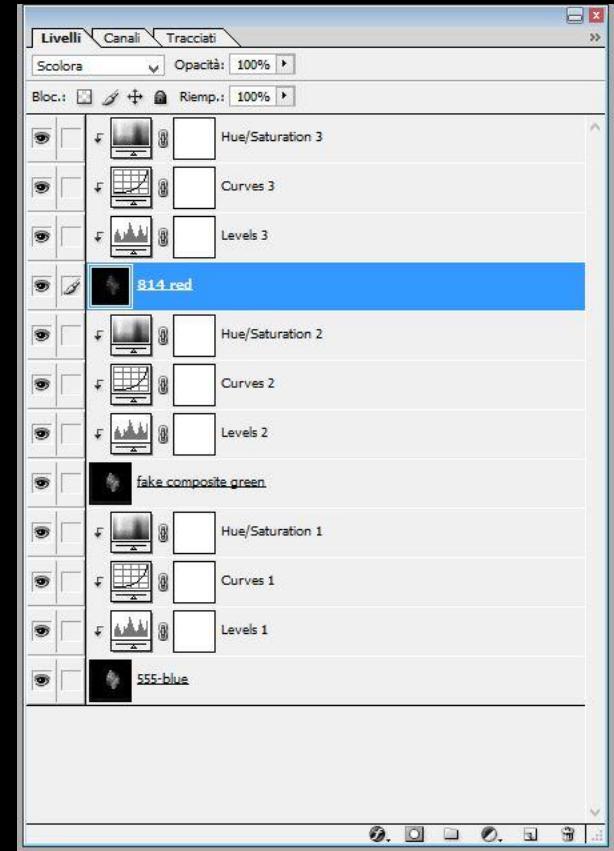 Livelli Canali Tracciati
Scolora Opacità: 100%
Bloc.: Riemp.: 100%
Hue/Saturation 3
Curves 3
Levels 3
814 red
Hue/Saturation 2
Curves 2
Levels 2
fake composite green
Hue/Saturation 1
Curves 1
Levels 1
555-blue